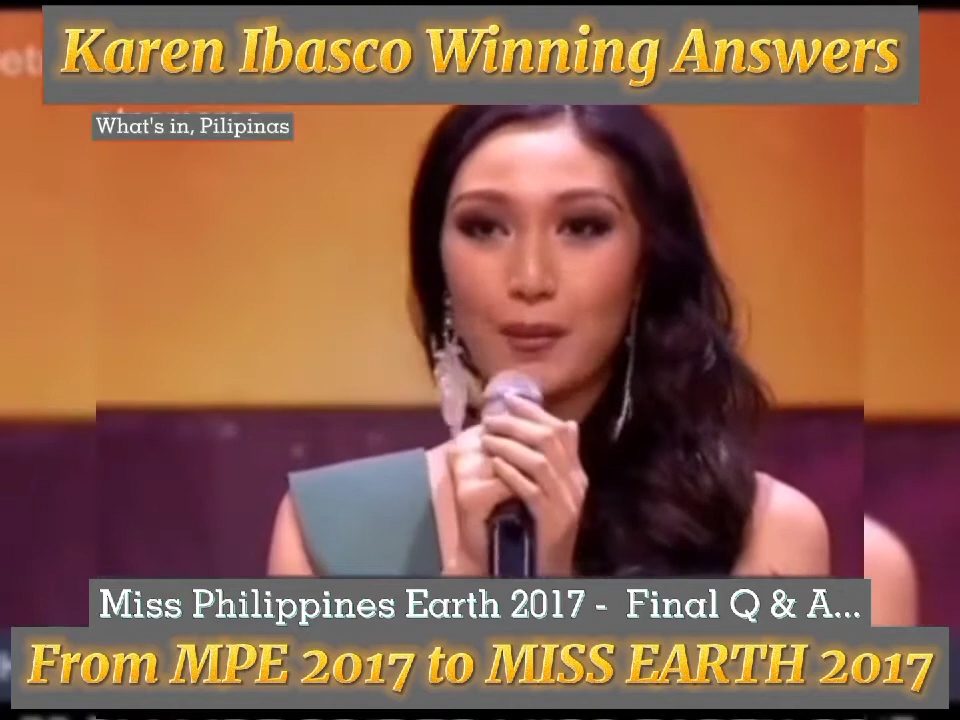 Karen Ibasco Winning Answers
What's in, Pilipinas
Miss Philippines Earth 2017 - Final Q & A...
From MPE 2017 to MISS EARTH 2017